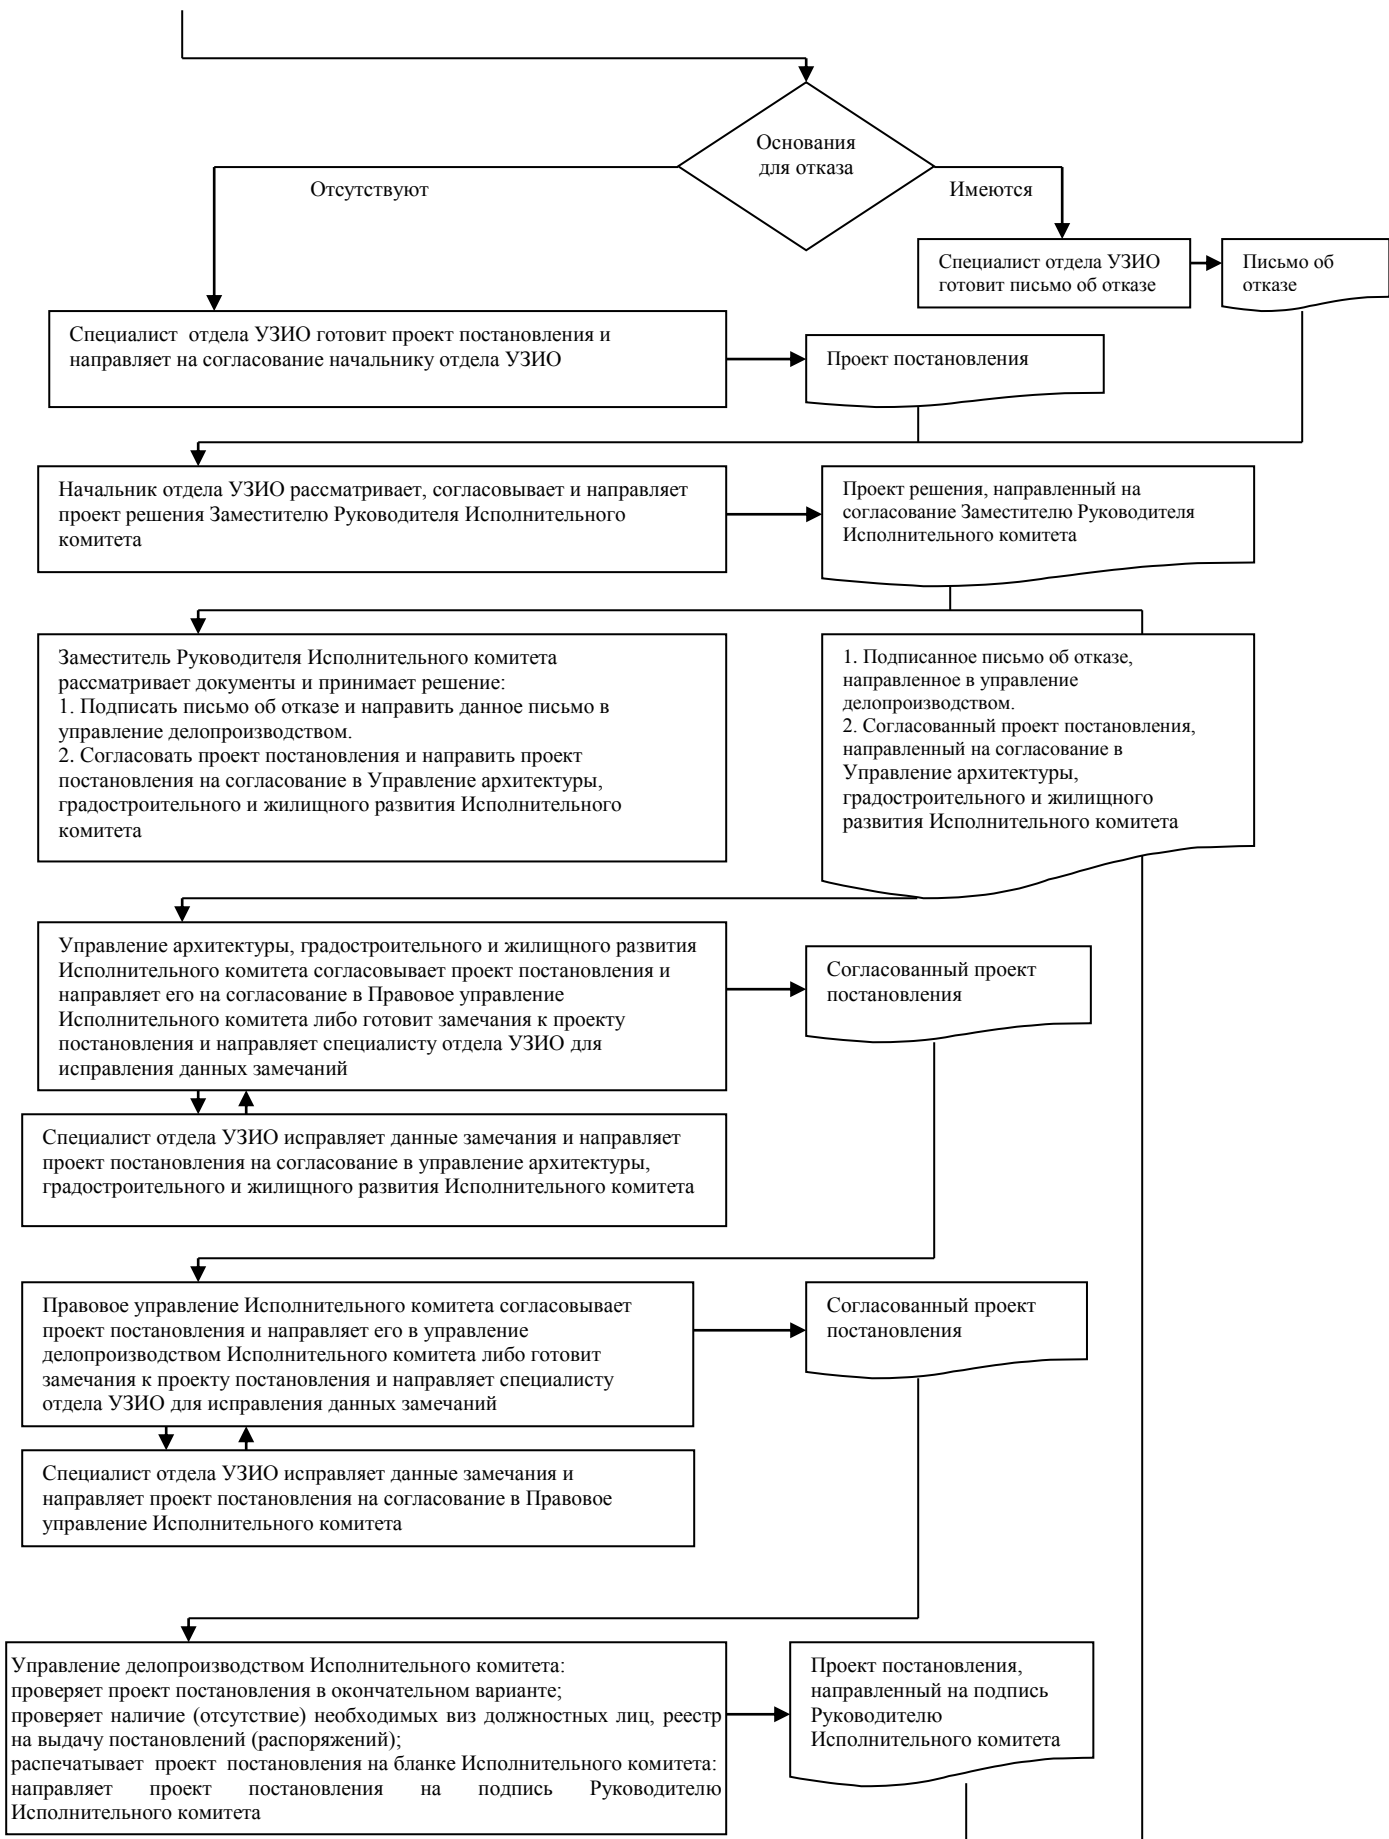 Основания
для отказа
Отсутствуют
Имеются
Специалист отдела УЗИО
готовит письмо об отказе
Письмо об
отказе
Специалист отдела УЗИО готовит проект постановления и
направляет на согласование начальнику отдела УЗИО
Проект постановления
Начальник отдела УЗИО рассматривает, согласовывает и направляет
проект решения Заместителю Руководителя Исполнительного
комитета
Проект решения, направленный на
согласование Заместителю Руководителя
Исполнительного комитета
Заместитель Руководителя Исполнительного комитета
рассматривает документы и принимает решение:
1. Подписать письмо об отказе и направить данное письмо в
управление делопроизводством.
2. Согласовать проект постановления и направить проект
постановления на согласование в Управление архитектуры,
градостроительного и жилищного развития Исполнительного
комитета
1. Подписанное письмо об отказе,
направленное в управление
делопроизводством.
2. Согласованный проект постановления,
направленный на согласование в
Управление архитектуры,
градостроительного и жилищного
развития Исполнительного комитета
Управление архитектуры, градостроительного и жилищного развития
Исполнительного комитета согласовывает проект постановления и
направляет его на согласование в Правовое управление
Исполнительного комитета либо готовит замечания к проекту
постановления и направляет специалисту отдела УЗИО для
исправления данных замечаний
Согласованный проект
постановления
Специалист отдела УЗИО исправляет данные замечания и направляет
проект постановления на согласование в управление архитектуры,
градостроительного и жилищного развития Исполнительного комитета
Правовое управление Исполнительного комитета согласовывает
проект постановления и направляет его в управление
делопроизводством Исполнительного комитета либо готовит
замечания к проекту постановления и направляет специалисту
отдела УЗИО для исправления данных замечаний
Согласованный проект
постановления
Специалист отдела УЗИО исправляет данные замечания и
направляет проект постановления на согласование в Правовое
управление Исполнительного комитета
Управление делопроизводством Исполнительного комитета:
проверяет проект постановления в окончательном варианте;
проверяет наличие (отсутствие) необходимых виз должностных лиц, реестр
на выдачу постановлений (распоряжений);
распечатывает проект постановления на бланке Исполнительного комитета:
направляет проект постановления на подпись Руководителю
Исполнительного комитета
Проект постановления,
направленный на подпись
Руководителю
Исполнительного комитета